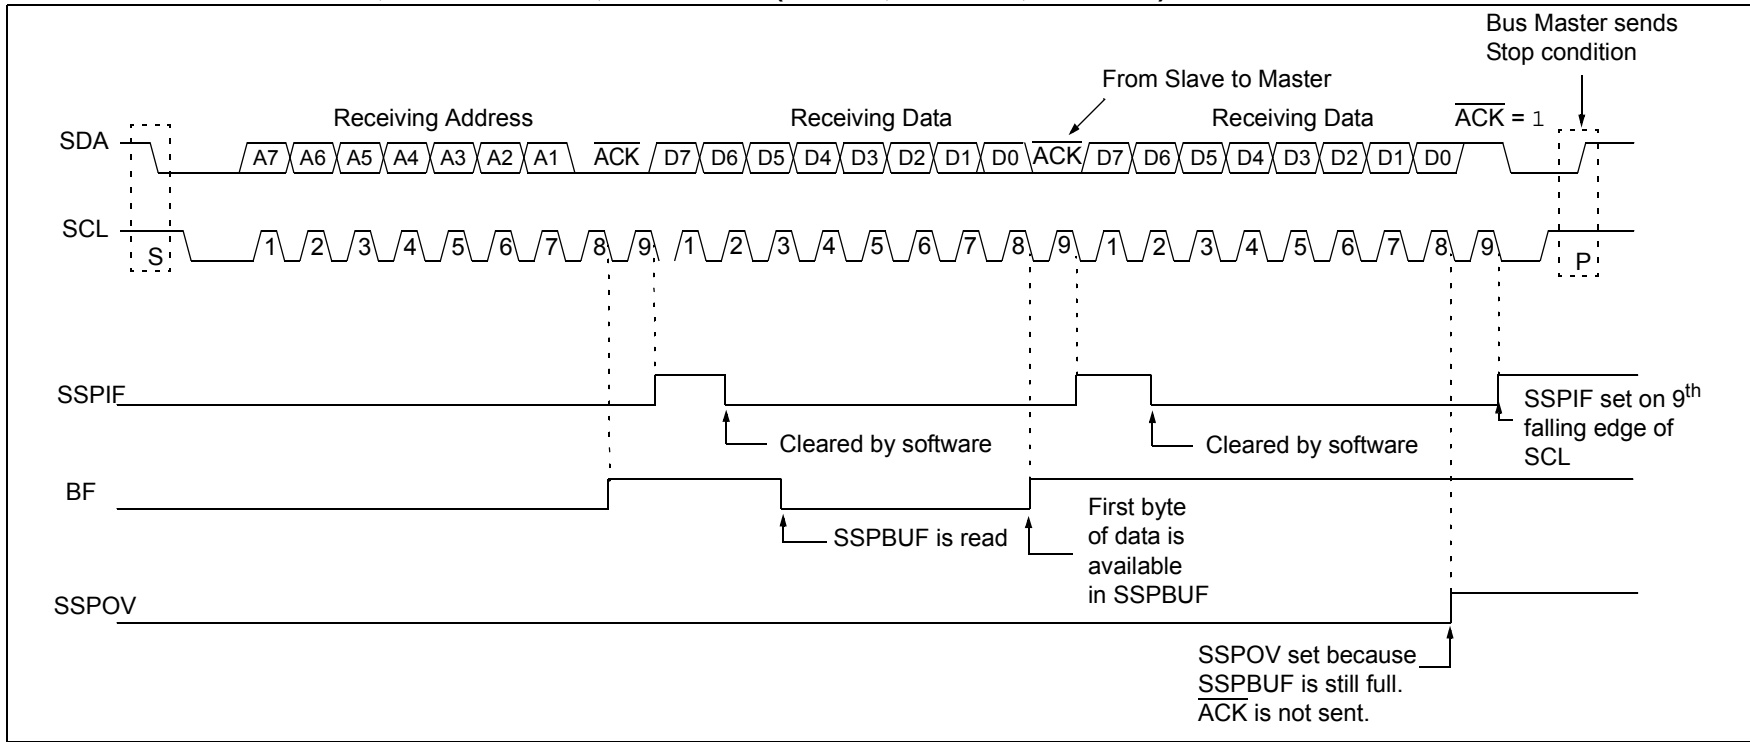 Bus Master sends
Stop condition
From Slave to Master
Receiving Address
Receiving Data
Receiving Data
ACK = 1
SDA
A7 A6 A5 A4 A3 A2 A1 ACK D7 D6 D5 D4 D3 D2 D1 D0 ACK D7 D6 D5 D4 D3 D2 D1 D0
SCL
S
1 2 3 4 5 6 7 8 9 1 2 3 4 5 6 7 8 9 1 2 3 4 5 6 7 8 9
P
SSPIF
Cleared by software
Cleared by software
SSPIF set on 9th
falling edge of
SCL
BF
SSPBUF is read
First byte
of data is
available
in SSPBUF
SSPOV
SSPOV set because
SSPBUF is still full.
ACK is not sent.